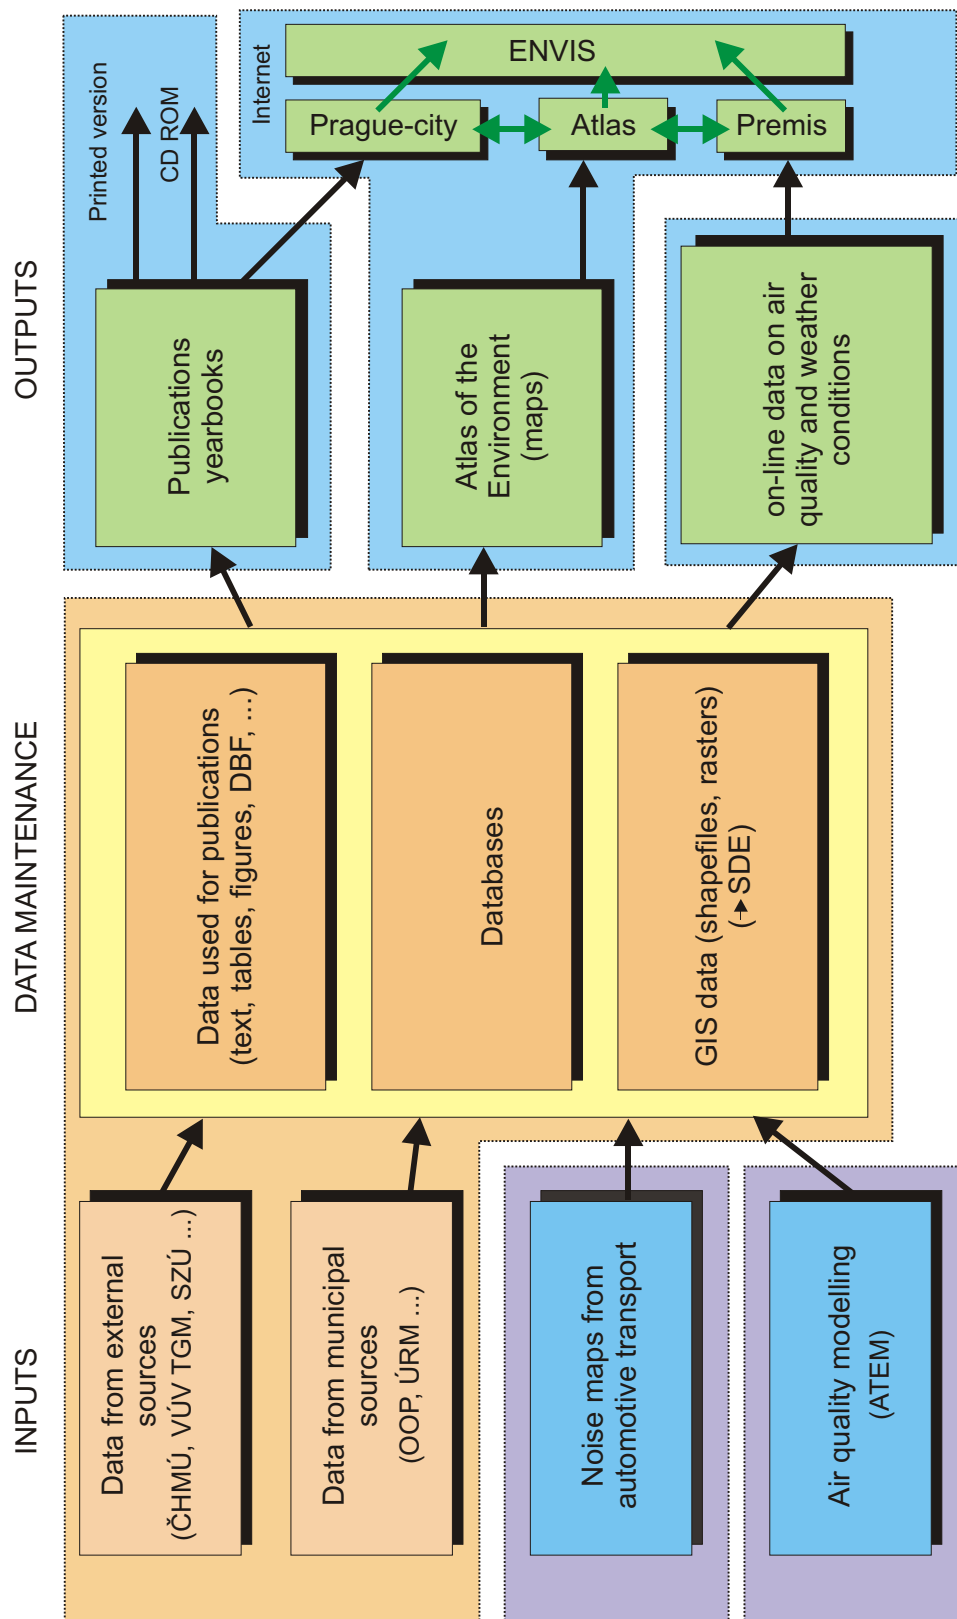 INPUTS
Data from external
sources
(ČHMÚ, VÚV TGM, SZÚ ...)
Data from municipal
sources
(OOP, ÚRM ...)
Noise maps from
automotive transport
Air quality modelling
(ATEM)
DATA MAINTENANCE
Data used for publications
(text, tables, figures, DBF, ...)
Databases
GIS data (shapefiles, rasters)
(→SDE)
OUTPUTS
Publications
yearbooks
Atlas of the
Environment
(maps)
on-line data on air
quality and weather
conditions
Printed version
CD ROM
Internet
ENVIS
Prague-city
Atlas
Premis